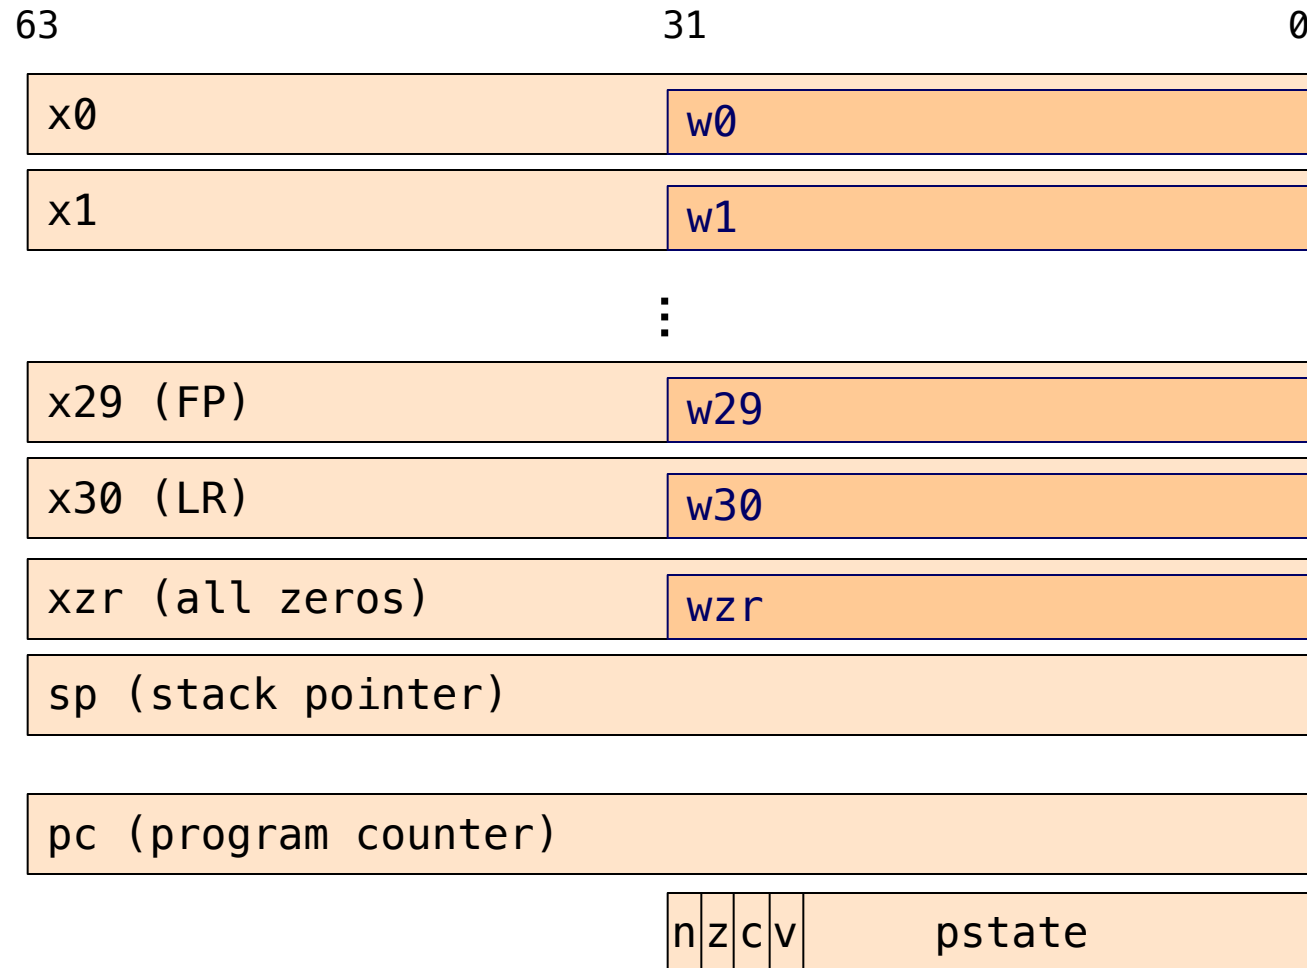 63 31 0
x0 w0
x1 w1
⋮
x29 (FP) w29
x30 (LR) w30
xzr (all zeros) wzr
sp (stack pointer)
pc (program counter)
n z c v pstate